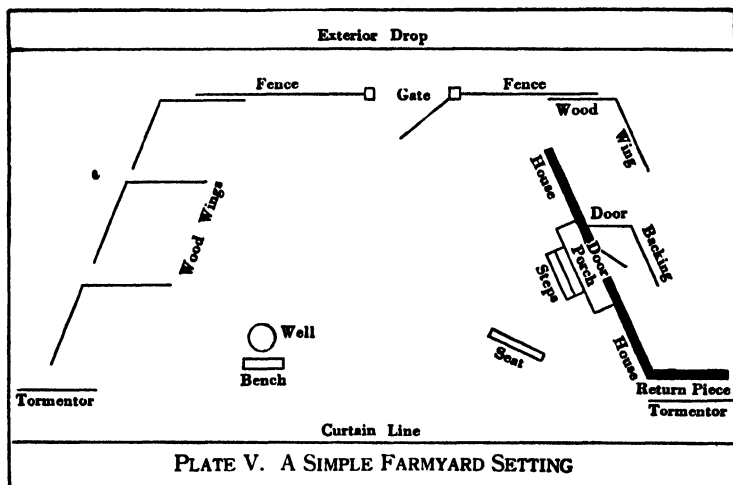 Exterior Drop
Fence
Gate
Fence
Wood
Wing
House
Wood Wings
Door
Backing
Door
Porch
Steps
Well
Bench
Seat
House
Return Piece
Tormentor
Tormentor
Curtain Line
PLATE V. A SIMPLE FARMYARD SETTING